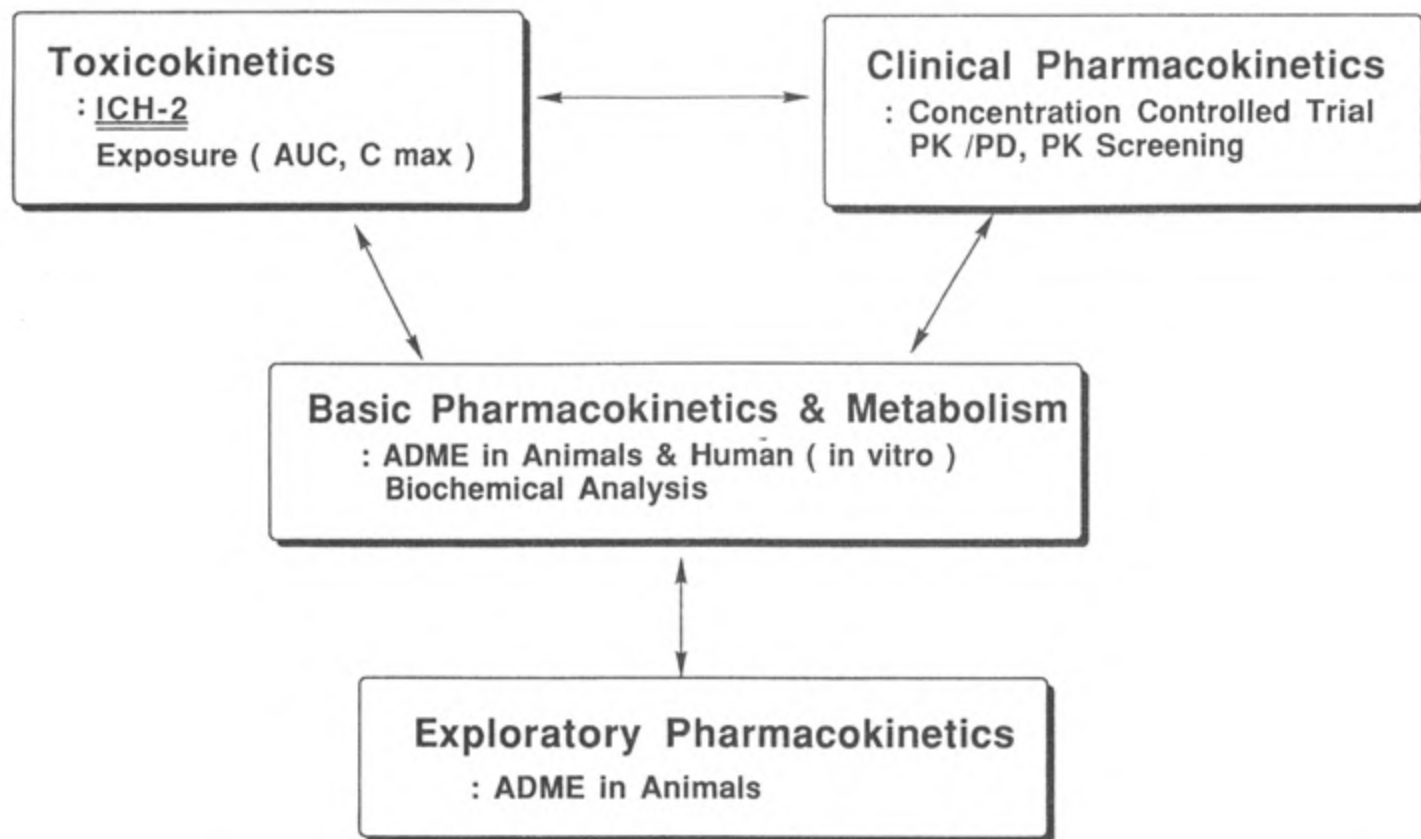 Toxicokinetics
: ICH-2
Exposure ( AUC, C max )
Clinical Pharmacokinetics
: Concentration Controlled Trial
PK /PD, PK Screening
Basic Pharmacokinetics & Metabolism
: ADME in Animals & Human ( in vitro )
Biochemical Analysis
Exploratory Pharmacokinetics
: ADME in Animals